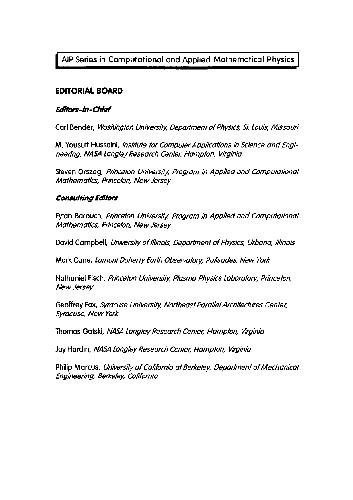 AIP Series in Computational and Applied Mathematical Physics
EDITORIAL BOARD
Editors-in-Chief
Carl Bender, Washington University, Department of Physics, St. Louis, Missouri
M. Yousuff Hussaini, Institute for Computer Applications in Science and Engi-
neering, NASA Langley Research Center, Hampton, Virginia
Steven Orszag, Princeton University, Program in Applied and Computational
Mathematics, Princeton, New Jersey
Consulting Editors
Eytan Barouch, Princeton University, Program in Applied and Computational
Mathematics, Princeton, New Jersey
David Campbell, University of Illinois, Department of Physics, Urbana, Illinois
Mark Cane, Lamont Doherty Earth Observatory, Palisades, New York
Nathaniel Fisch, Princeton University, Plasma Physics Laboratory, Princeton,
New Jersey
Geoffrey Fox, Syracuse University, Northeast Parallel Architectures Center,
Syracuse, New York
Thomas Gatski, NASA Langley Research Center, Hampton, Virginia
Jay Hardin, NASA Langley Research Center, Hampton, Virginia
Philip Marcus, University of California at Berkeley, Department of Mechanical
Engineering, Berkeley, California